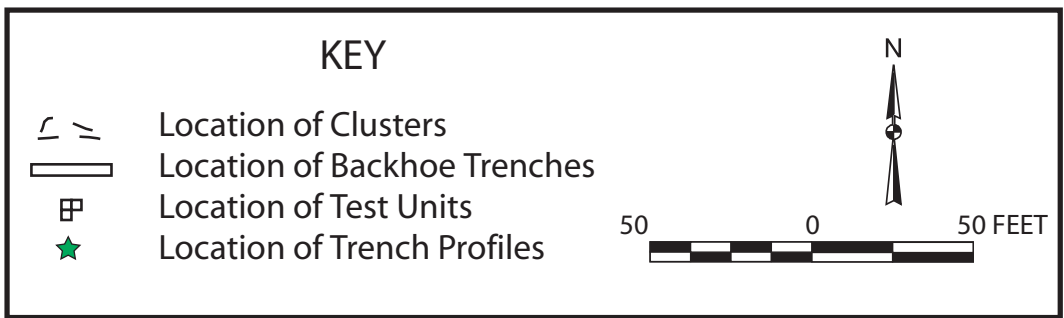 KEY
N
Location of Clusters
Location of Backhoe Trenches
Location of Test Units
Location of Trench Profiles
50 0 50 FEET